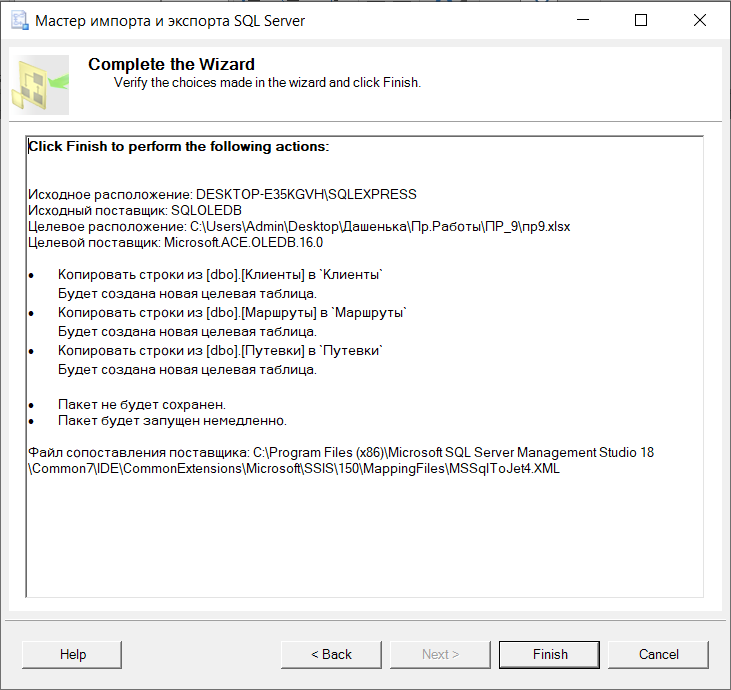 Мастер импорта и экспорта SQL Server
Complete the Wizard
Verify the choices made in the wizard and click Finish.
Click Finish to perform the following actions:
Исходное расположение: DESKTOP-E35KGVH\SQLEXPRESS
Исходный поставщик: SQLOLEDB
Целевое расположение: C:\Users\Admin\Desktop\Дашенька\Пр.Работы\ПР_9\пр9.xlsx
Целевой поставщик: Microsoft.ACE.OLEDB.16.0
• Копировать строки из [dbo].[Клиенты] в `Клиенты`
Будет создана новая целевая таблица.
• Копировать строки из [dbo].[Маршруты] в `Маршруты`
Будет создана новая целевая таблица.
• Копировать строки из [dbo].[Путевки] в `Путевки`
Будет создана новая целевая таблица.
• Пакет не будет сохранен.
• Пакет будет запущен немедленно.
Файл сопоставления поставщика: C:\Program Files (x86)\Microsoft SQL Server Management Studio 18
\Common7\IDE\CommonExtensions\Microsoft\SSIS\150\MappingFiles\MSSqlToJet4.XML
Help
< Back
Next >
Finish
Cancel